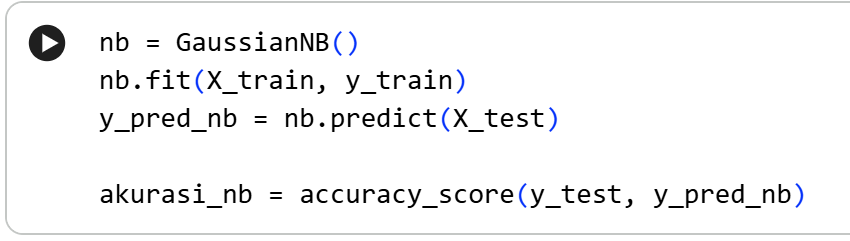 nb = GaussianNB()
nb.fit(X_train, y_train)
y_pred_nb = nb.predict(X_test)
akurasi_nb = accuracy_score(y_test, y_pred_nb)